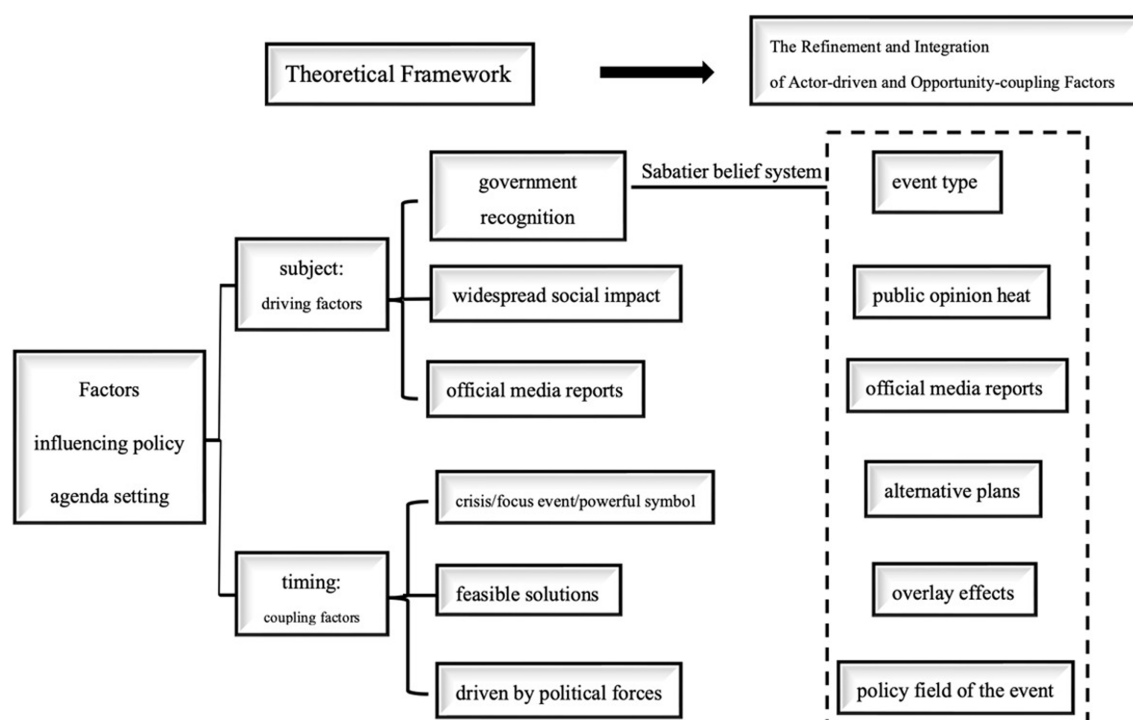 Theoretical Framework
The Refinement and Integration
of Actor-driven and Opportunity-coupling Factors
Factors
influencing policy
agenda setting
subject:
driving factors
timing:
coupling factors
government
recognition
widespread social impact
official media reports
crisis/focus event/powerful symbol
feasible solutions
driven by political forces
Sabatier belief system
event type
public opinion heat
official media reports
alternative plans
overlay effects
policy field of the event